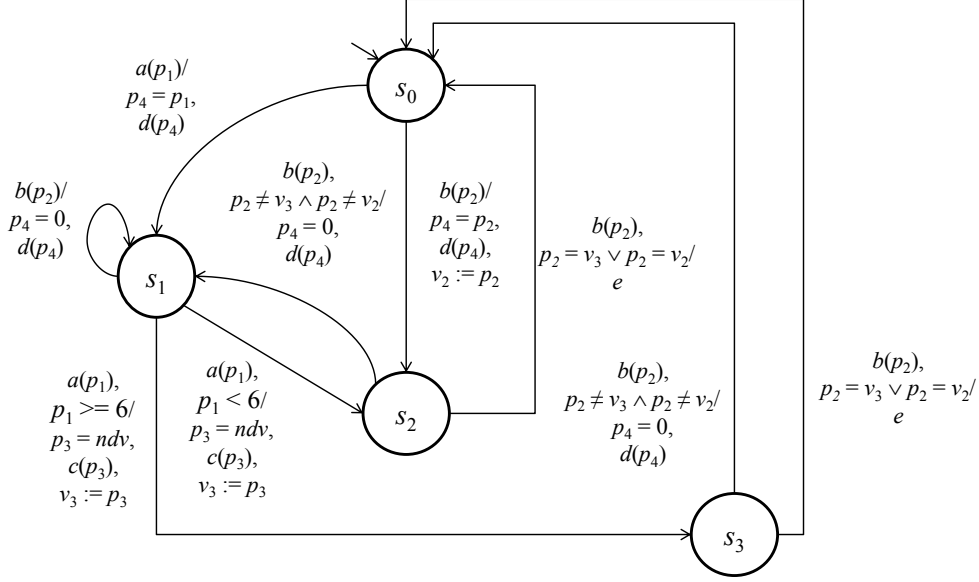 s₀
a(p₁)/
p₄ = p₁,
d(p₄)
b(p₂),
p₂ ≠ v₃ ∧ p₂ ≠ v₂/
p₄ = 0,
d(p₄)
b(p₂)/
p₄ = p₂,
d(p₄),
v₂ := p₂
b(p₂)/
p₄ = 0,
d(p₄)
b(p₂),
p₂ = v₃ ∨ p₂ = v₂/
e
s₁
a(p₁),
p₁ >= 6/
p₃ = ndv,
c(p₃),
v₃ := p₃
a(p₁),
p₁ < 6/
p₃ = ndv,
c(p₃),
v₃ := p₃
s₂
b(p₂),
p₂ ≠ v₃ ∧ p₂ ≠ v₂/
p₄ = 0,
d(p₄)
b(p₂),
p₂ = v₃ ∨ p₂ = v₂/
e
s₃